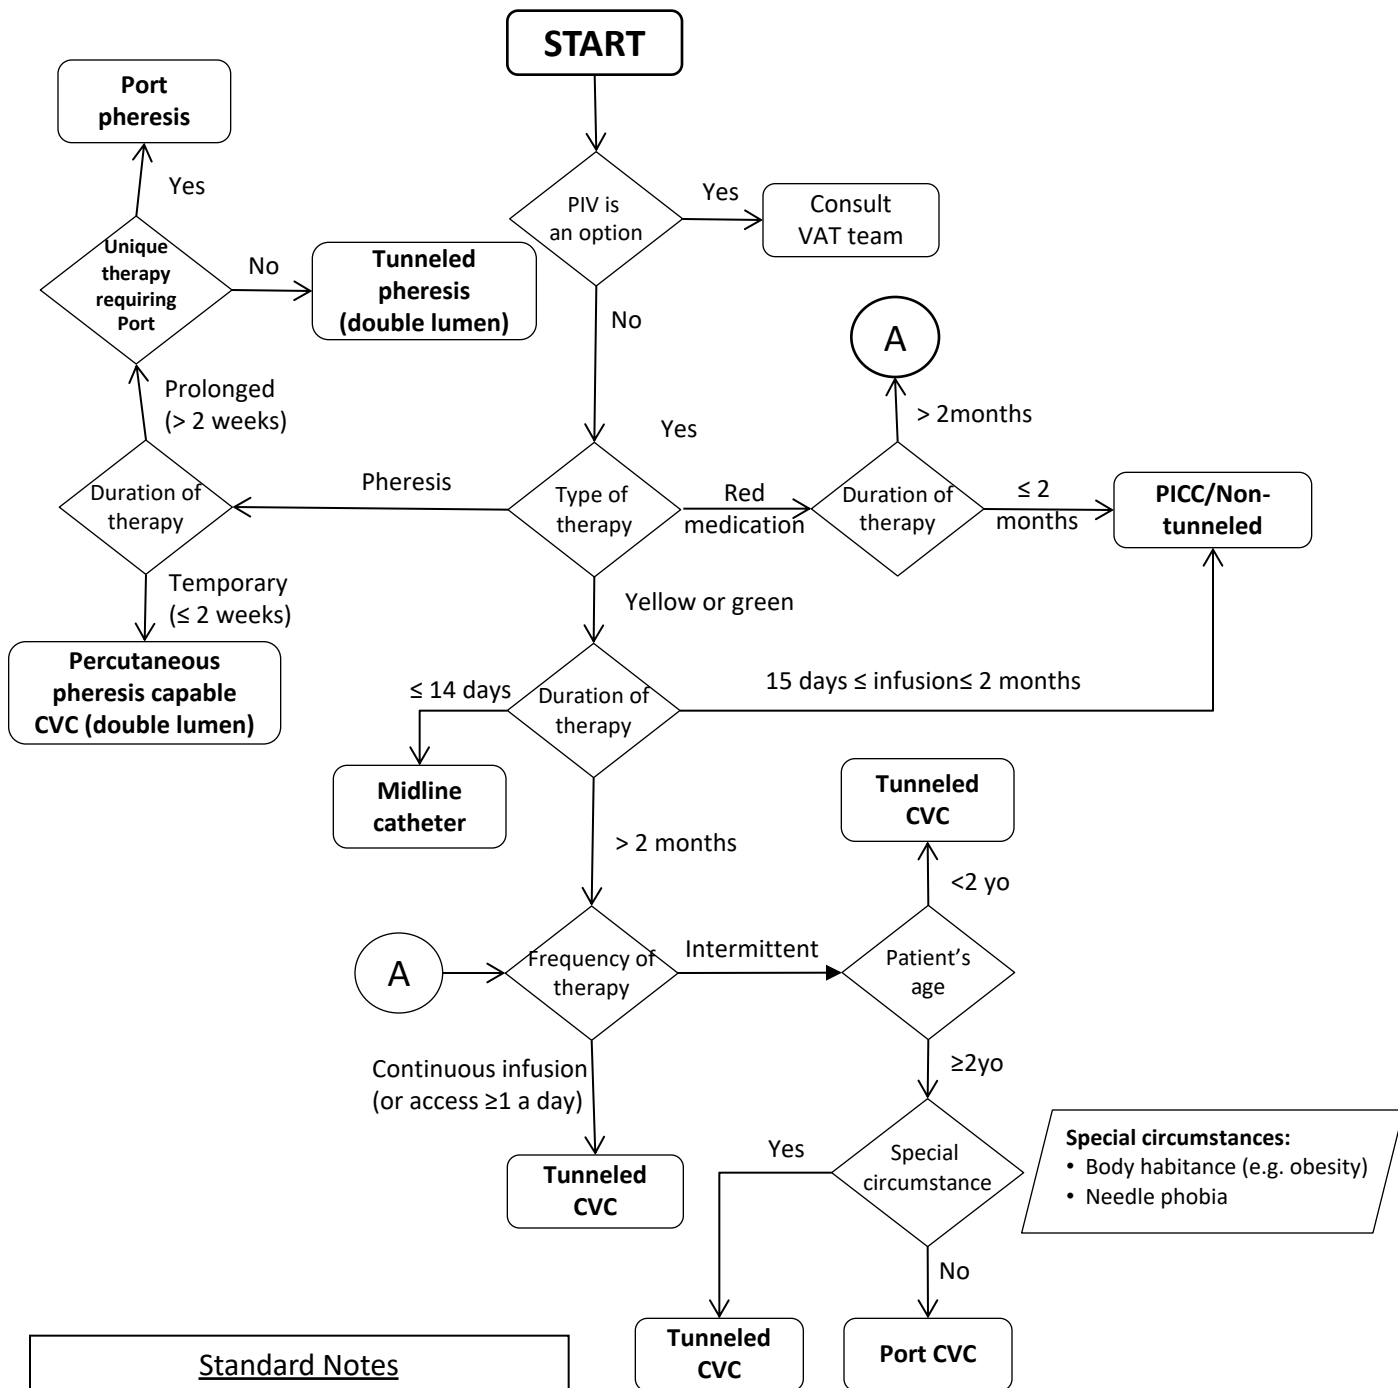 START
Port
pheresis
Yes
PIV is
an option
Yes
Consult
VAT team
Unique
therapy
requiring
Port
No
Tunneled
pheresis
(double lumen)
No
A
Prolonged
(> 2 weeks)
> 2months
Yes
Duration of
therapy
Pheresis
Type of
therapy
Red
medication
Duration of
therapy
≤ 2
months
PICC/Non-
tunneled
Temporary
(≤ 2 weeks)
Yellow or green
Percutaneous
pheresis capable
CVC (double lumen)
≤ 14 days
Duration of
therapy
15 days ≤ infusion≤ 2 months
Midline
catheter
Tunneled
CVC
> 2 months
<2 yo
A
Frequency of
therapy
Intermittent
Patient’s
age
Continuous infusion
(or access ≥1 a day)
≥2yo
Tunneled
CVC
Yes
Special
circumstance
Special circumstances:
• Body habitance (e.g. obesity)
• Needle phobia
No
Tunneled
CVC
Port CVC
Standard Notes